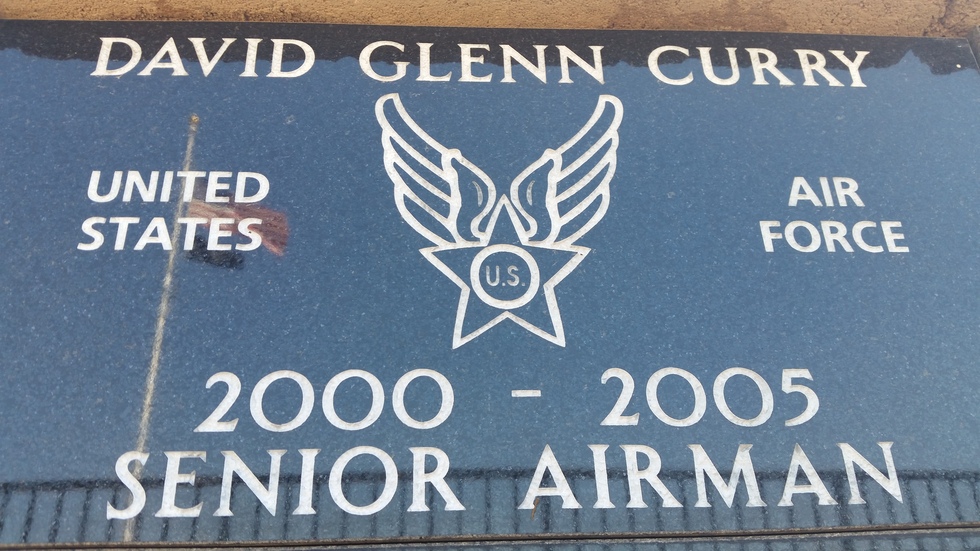 DAVID GLENN CURRY
UNITED
STATES
AIR
FORCE
U.S.
2000 - 2005
SENIOR AIRMAN